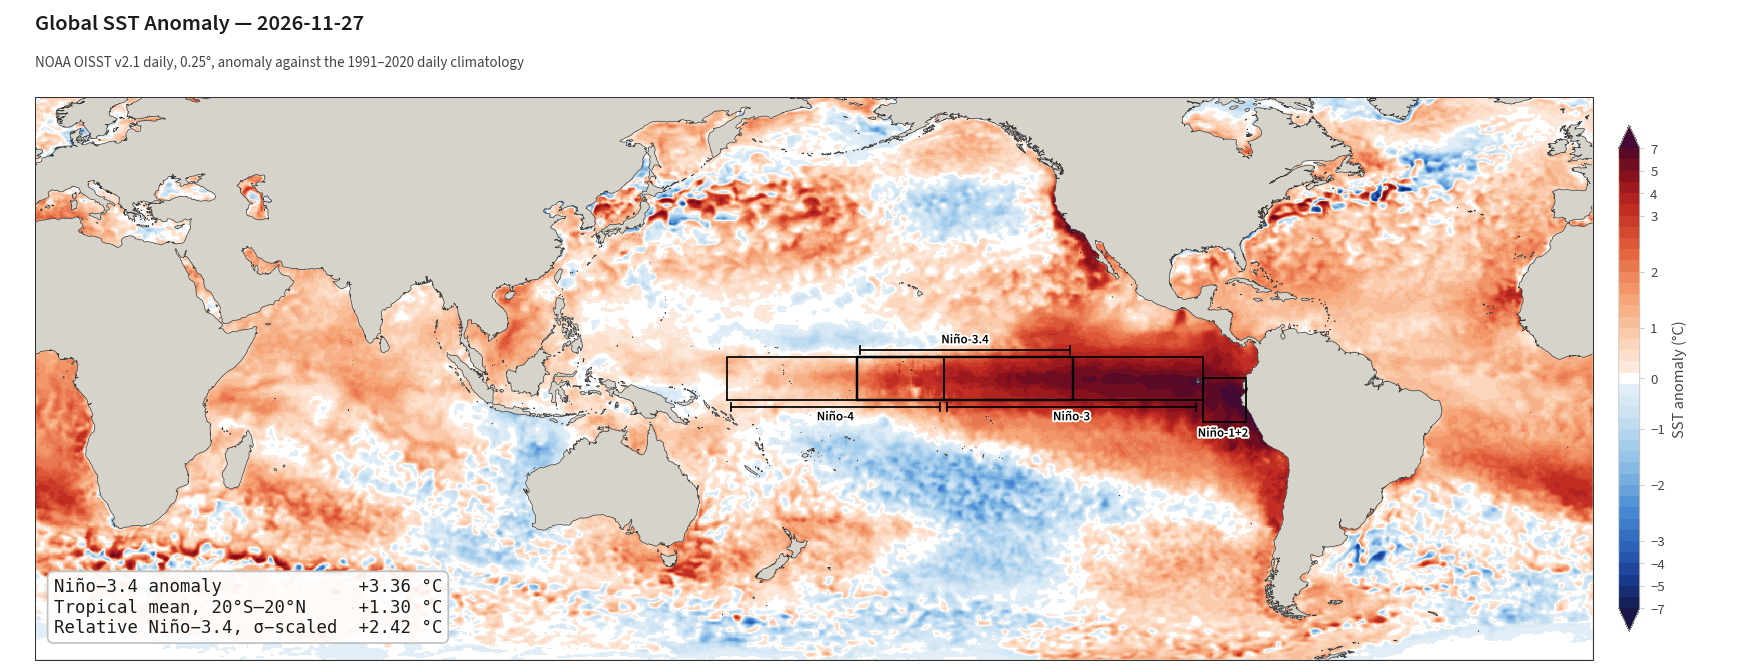 Global SST Anomaly — 2026-11-27
NOAA OISST v2.1 daily, 0.25°, anomaly against the 1991–2020 daily climatology
Niño-3.4
Niño-4
Niño-3
Niño-1+2
Niño−3.4 anomaly +3.36 °C
Tropical mean, 20°S–20°N +1.30 °C
Relative Niño−3.4, σ−scaled +2.42 °C
7
5
4
3
2
1
0
−1
−2
−3
−4
−5
−7
SST anomaly (°C)